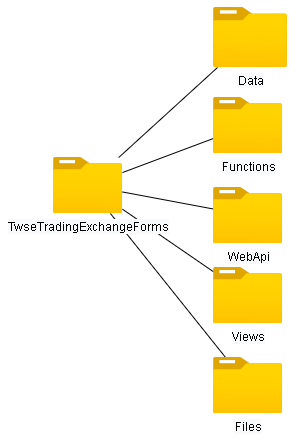 Data
Functions
TwseTradingExchangeForms
WebApi
Views
Files